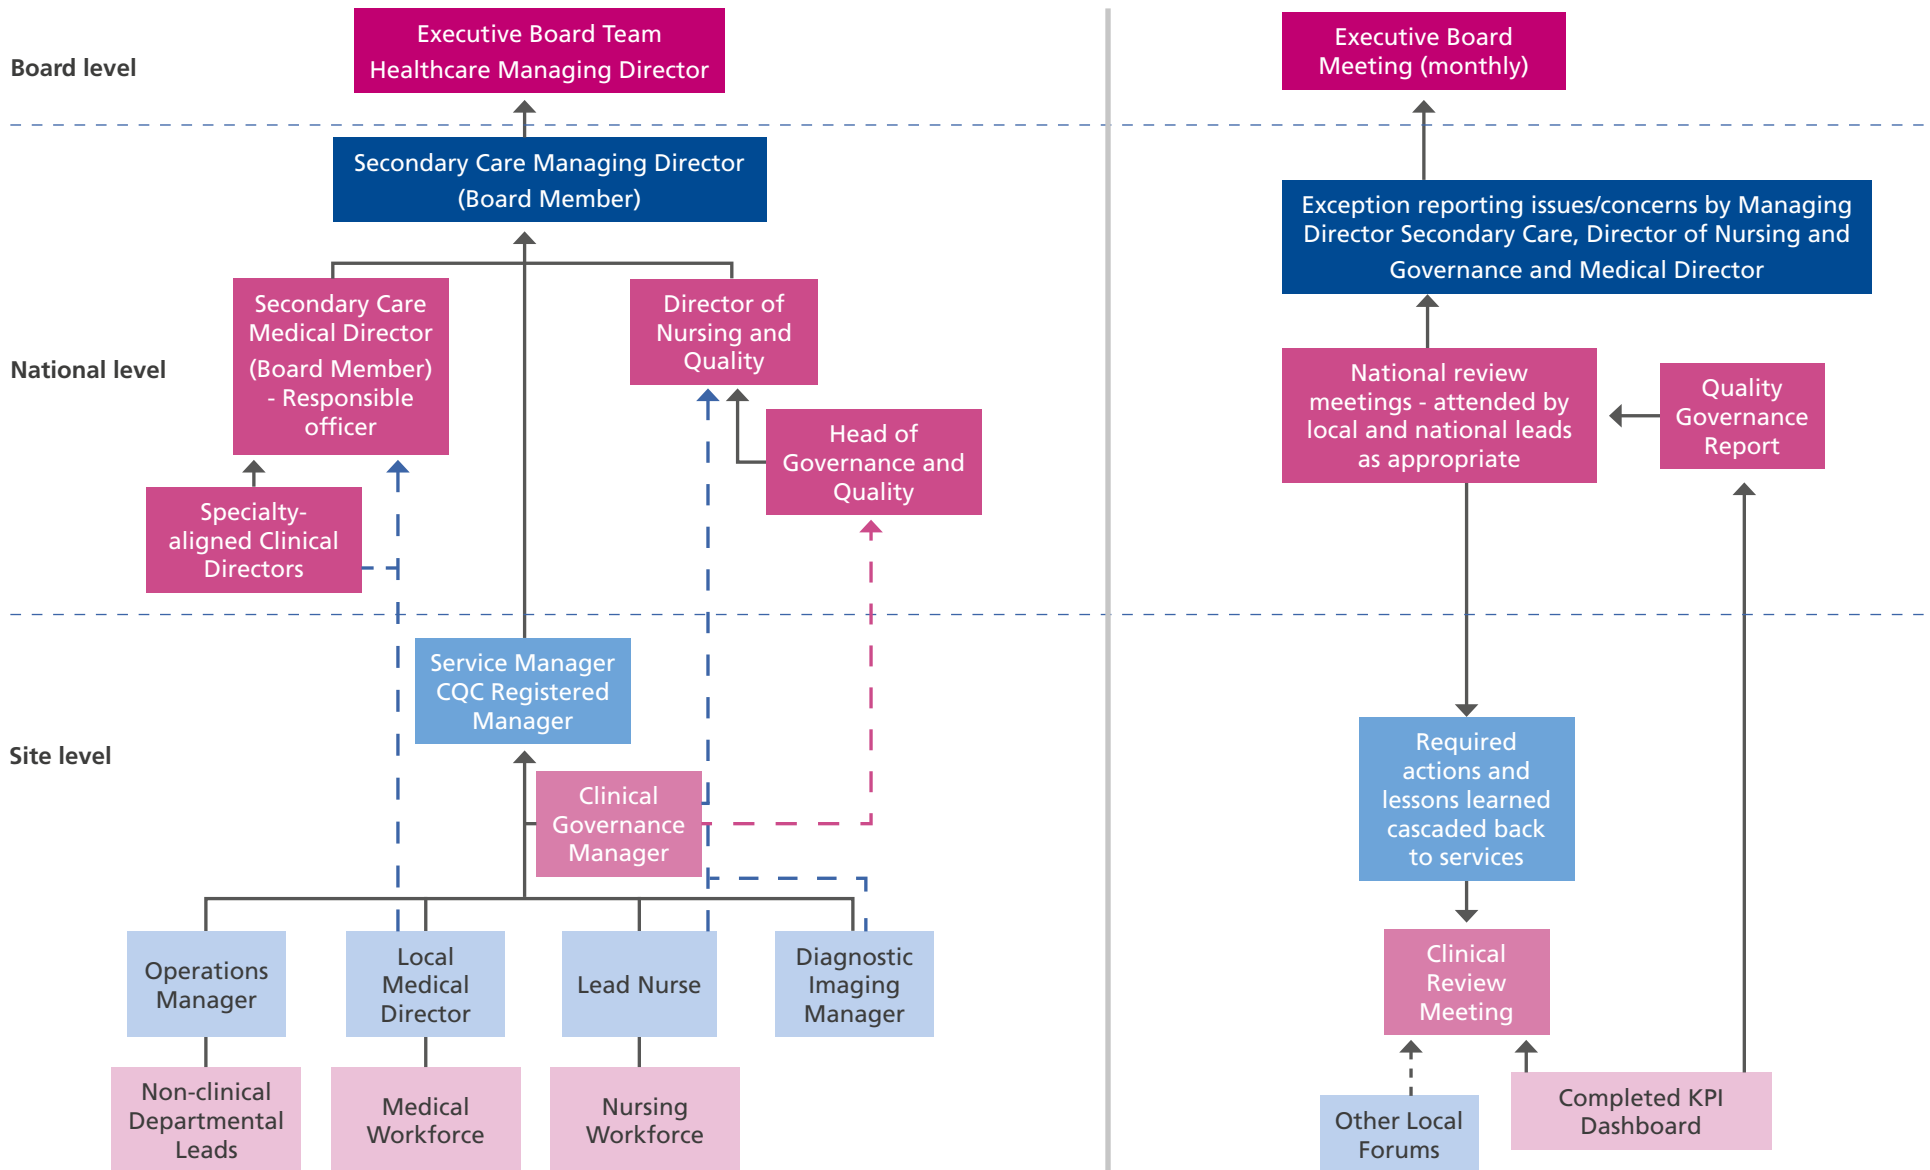 Board level
Executive Board Team
Healthcare Managing Director
Secondary Care Managing Director
(Board Member)
National level
Secondary Care
Medical Director
(Board Member)
- Responsible
officer
Director of
Nursing and
Quality
Head of
Governance and
Quality
Specialty-
aligned Clinical
Directors
Site level
Service Manager
CQC Registered
Manager
Clinical
Governance
Manager
Operations
Manager
Local
Medical
Director
Lead Nurse
Diagnostic
Imaging
Manager
Non-clinical
Departmental
Leads
Medical
Workforce
Nursing
Workforce
Executive Board
Meeting (monthly)
Exception reporting issues/concerns by Managing
Director Secondary Care, Director of Nursing and
Governance and Medical Director
National review
meetings - attended by
local and national leads
as appropriate
Quality
Governance
Report
Required
actions and
lessons learned
cascaded back
to services
Clinical
Review
Meeting
Other Local
Forums
Completed KPI
Dashboard